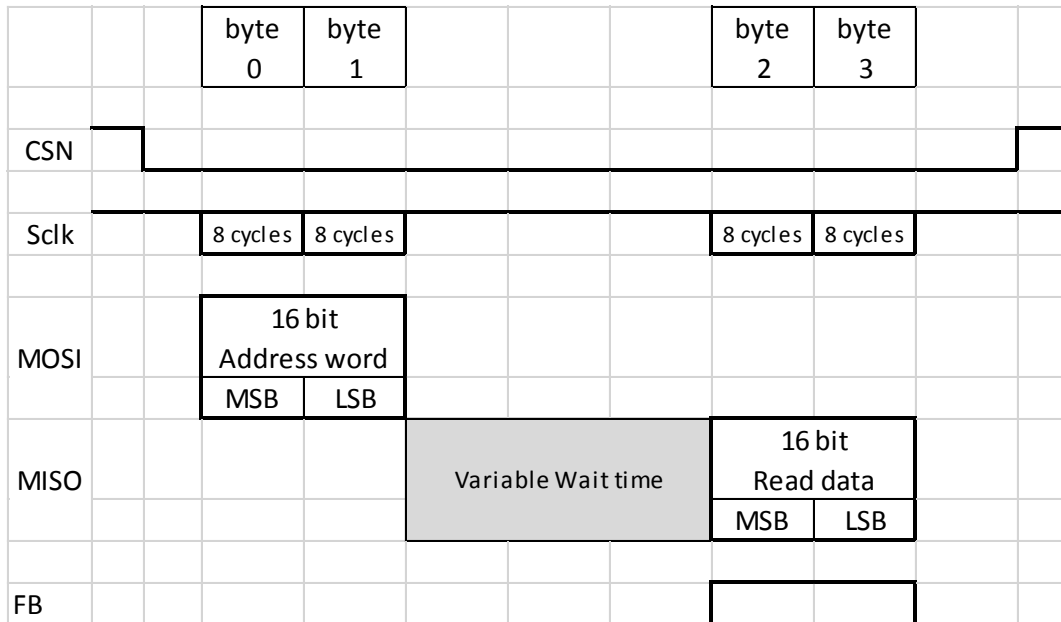 byte byte byte byte
0 1 2 3
CSN
Sclk 8 cycles 8 cycles 8 cycles 8 cycles
16 bit
MOSI Address word
MSB LSB
16 bit
MISO Variable Wait time Read data
MSB LSB
FB